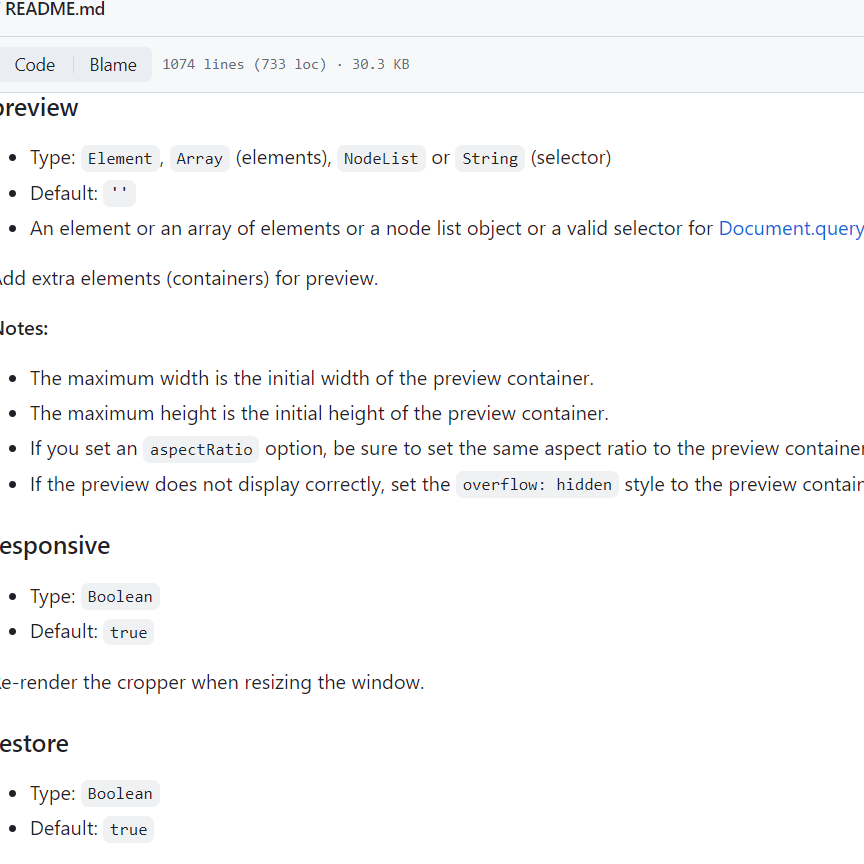 README.md
Code Blame 1074 lines (733 loc) · 30.3 KB
preview
Type: Element, Array (elements), NodeList or String (selector)
Default: ''
An element or an array of elements or a node list object or a valid selector for Document.query
Add extra elements (containers) for preview.
Notes:
The maximum width is the initial width of the preview container.
The maximum height is the initial height of the preview container.
If you set an aspectRatio option, be sure to set the same aspect ratio to the preview container
If the preview does not display correctly, set the overflow: hidden style to the preview contain
esponsive
Type: Boolean
Default: true
Re-render the cropper when resizing the window.
estore
Type: Boolean
Default: true